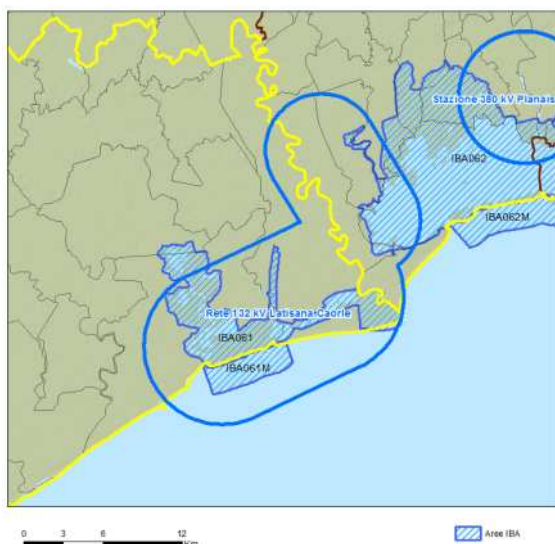 Stazione 380 kV Planais
IBA062
IBA062M
Rete 132 kV Latisana-Caorle
IBA061
IBA061M
0 3 6 12
Km
Aree IBA